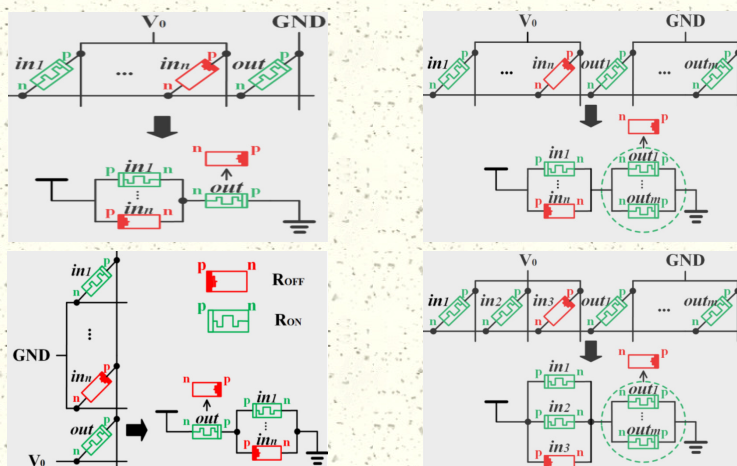 V₀ GND
in₁ inₙ out
p p p
... 
n n n
n p
p in₁ n out
n p
p inₙ n
V₀ GND
in₁ inₙ out₁ outₘ
p p p p
... ...
n n n n
n p
p in₁ n n out₁ p
p inₙ n n outₘ p
in₁ p
n
GND
inₙ p
n
out p
n
V₀
p n
R_OFF
p n
R_ON
n p
out p in₁ n
n p
p inₙ n
V₀ GND
in₁ in₂ in₃ out₁ outₘ
p p p p p
...
n n n n n
n p
p in₁ n
n out₁ p
p in₂ n
n outₘ p
p in₃ n